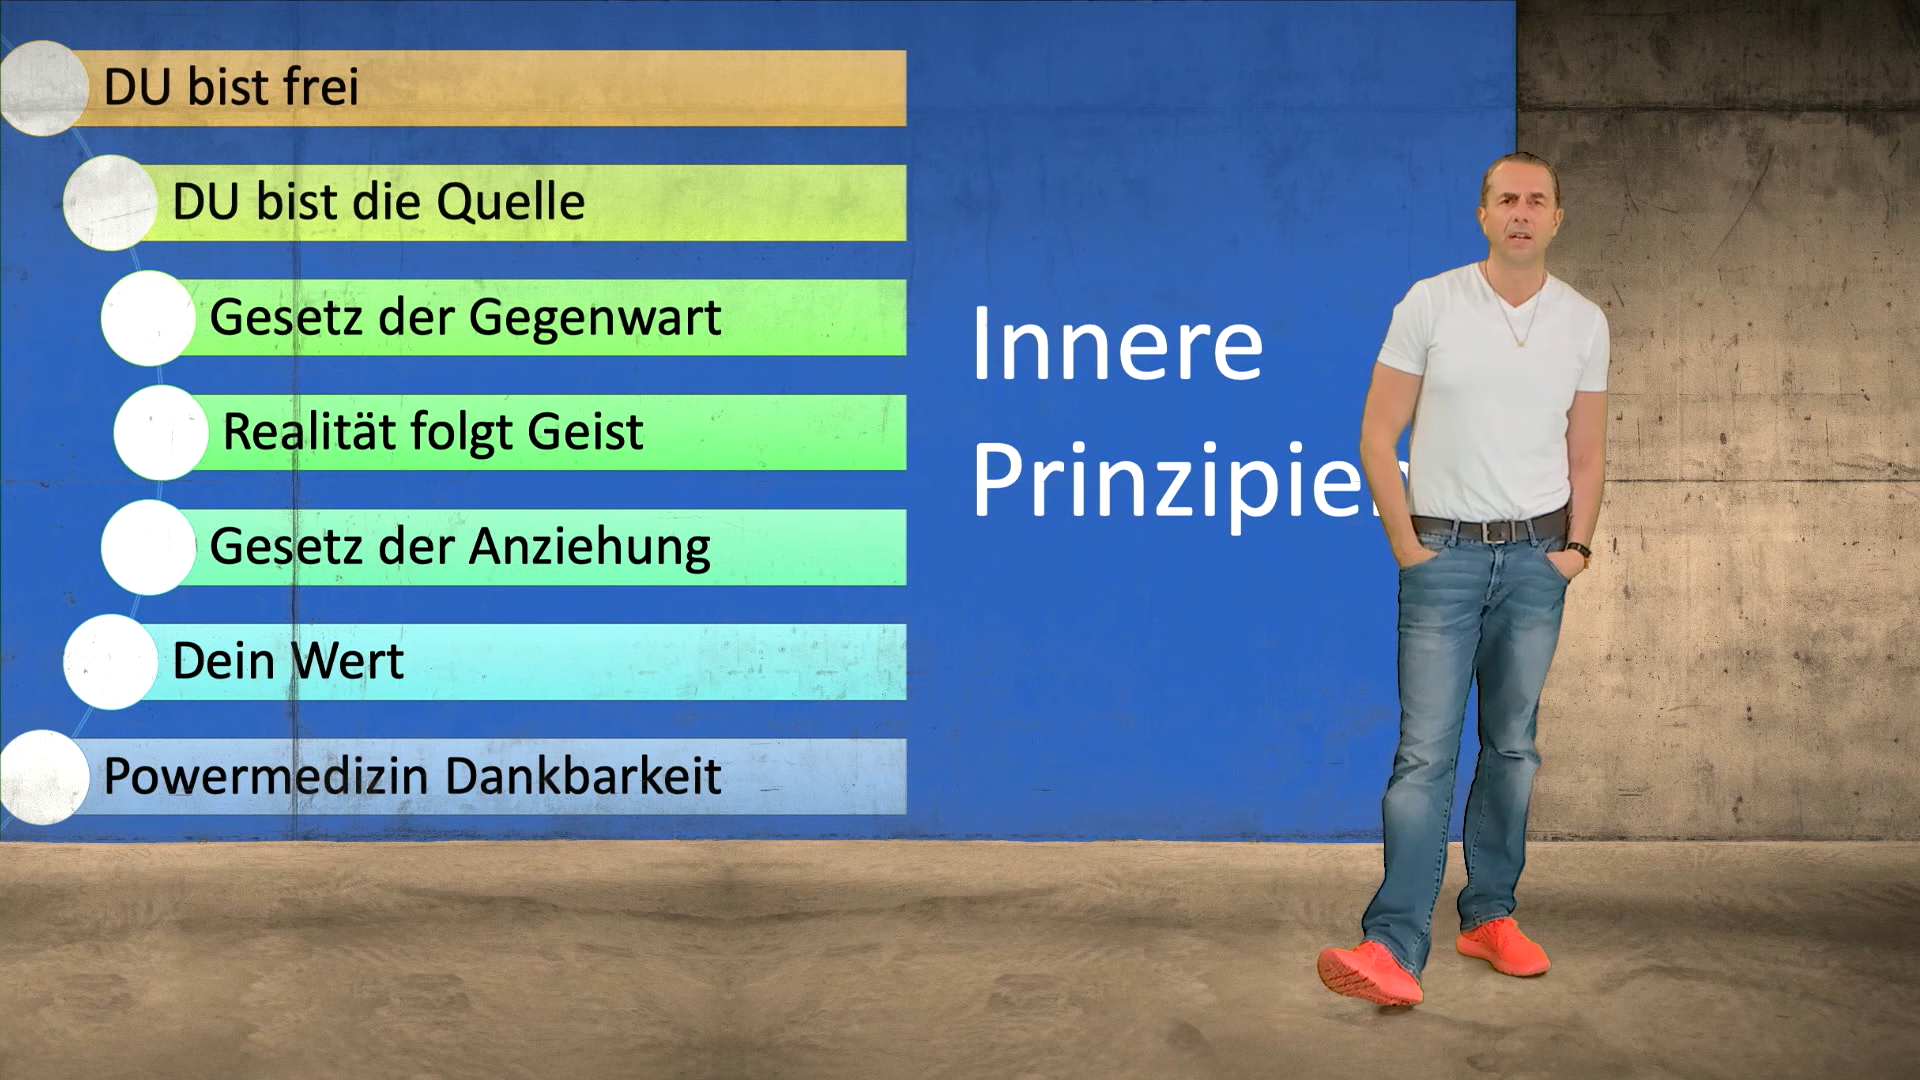 DU bist frei
DU bist die Quelle
Gesetz der Gegenwart
Realität folgt Geist
Gesetz der Anziehung
Dein Wert
Powermedizin Dankbarkeit
Innere
Prinzipien